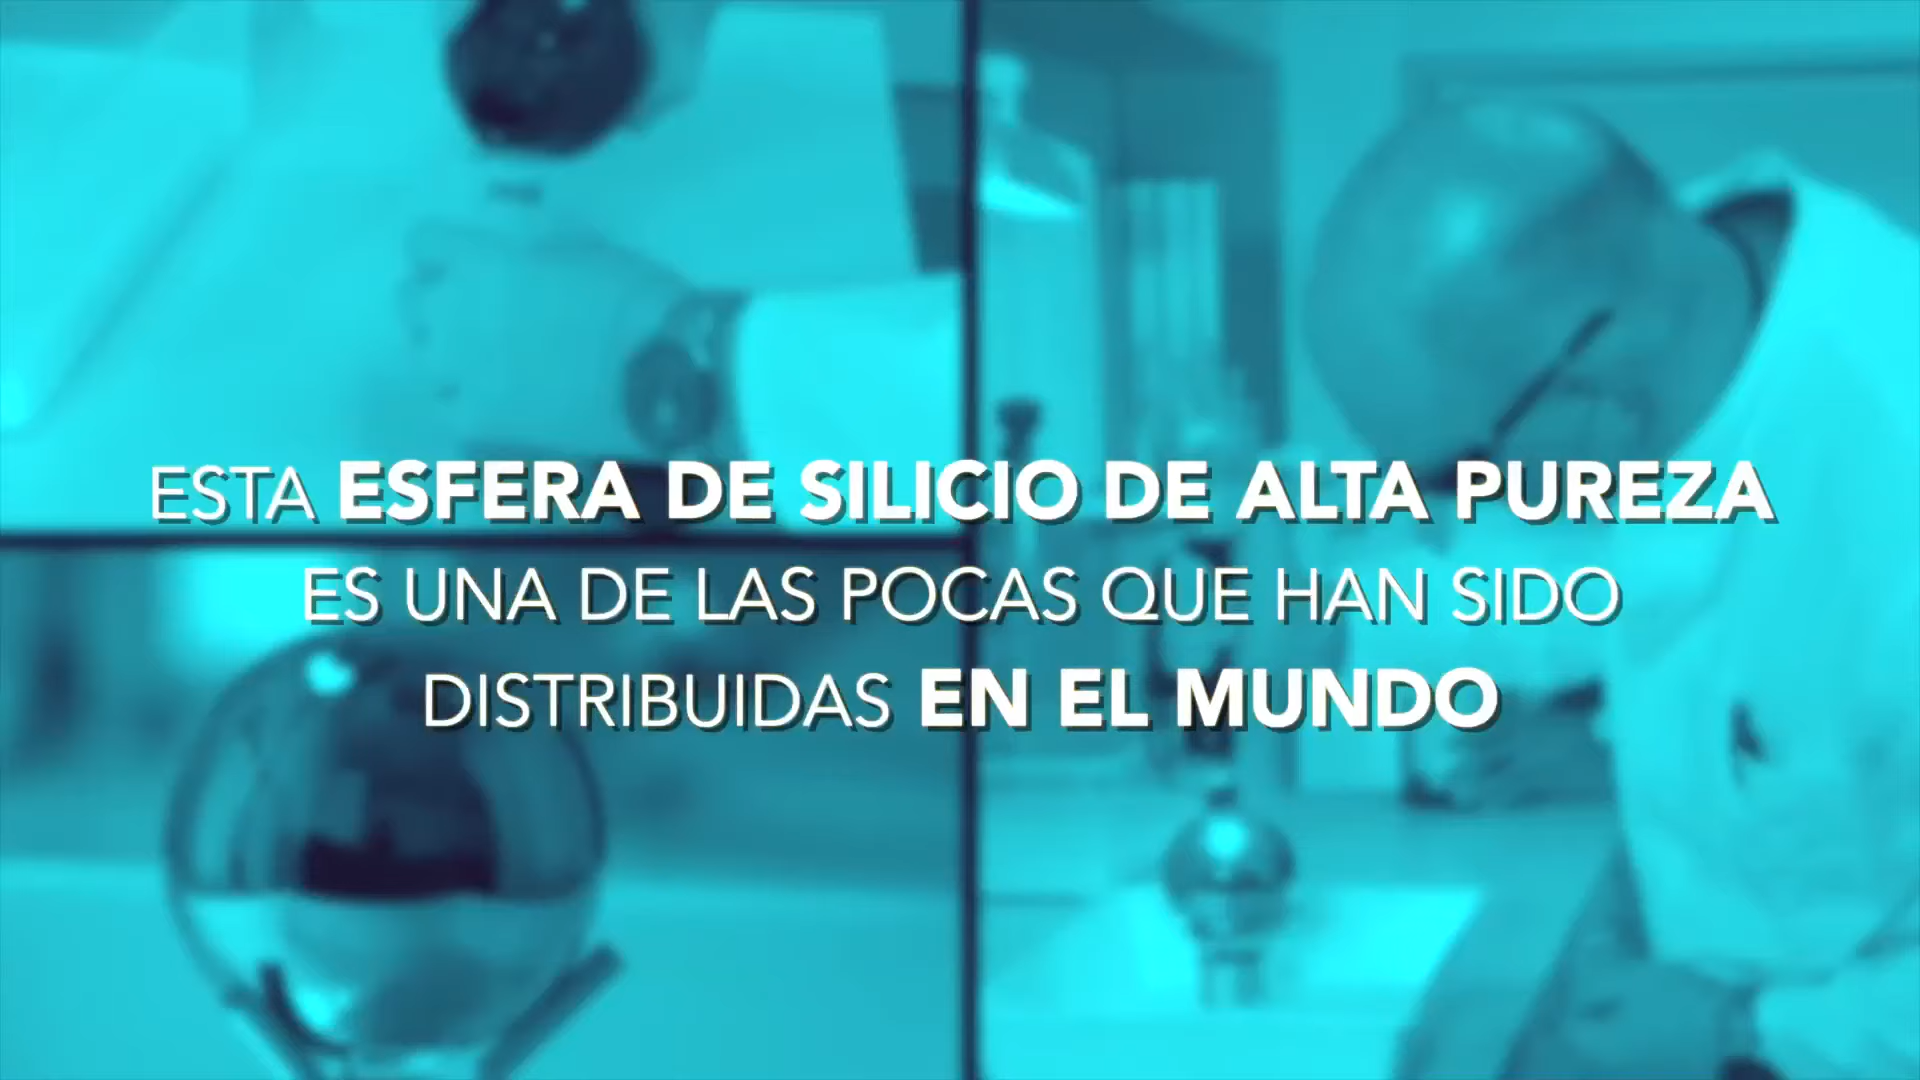 ESTA ESFERA DE SILICIO DE ALTA PUREZA
ES UNA DE LAS POCAS QUE HAN SIDO
DISTRIBUIDAS EN EL MUNDO